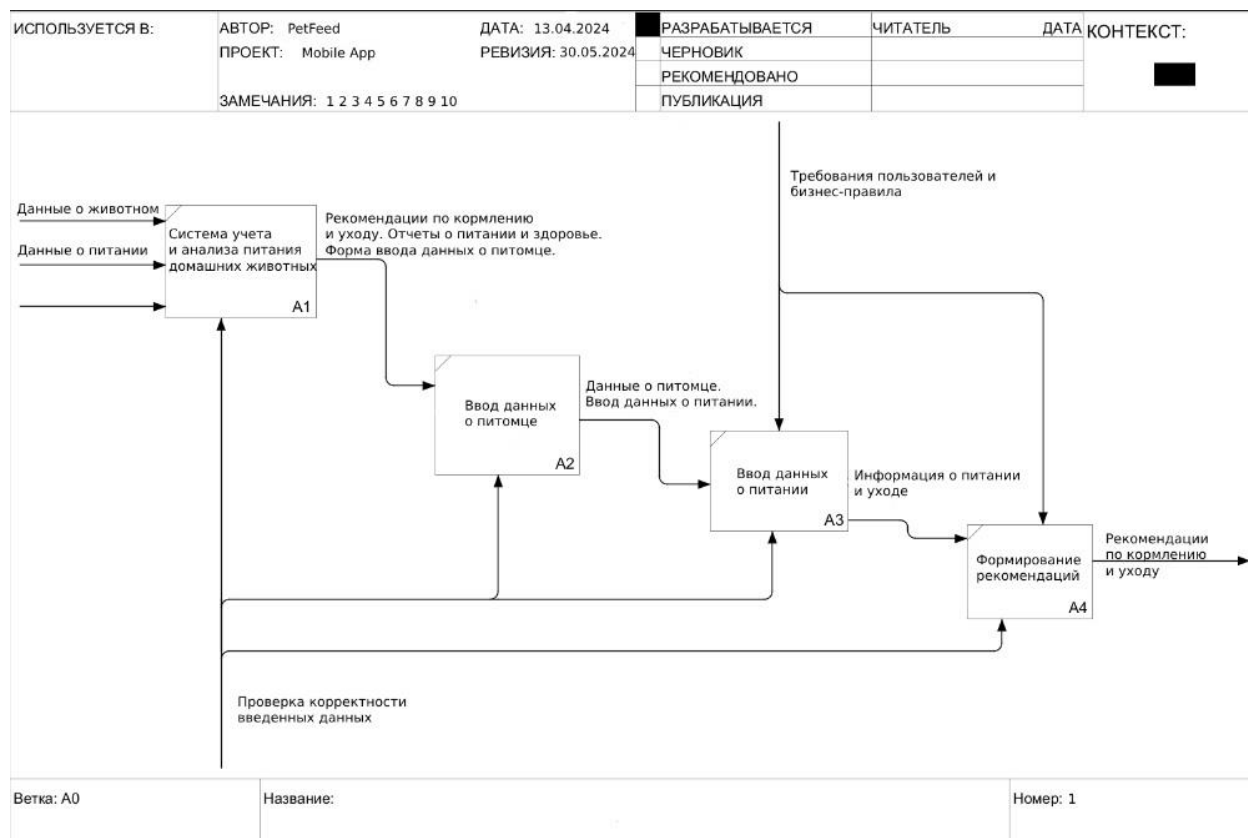 ИСПОЛЬЗУЕТСЯ В:
АВТОР: PetFeed
ДАТА: 13.04.2024
ПРОЕКТ: Mobile App
РЕВИЗИЯ: 30.05.2024
ЗАМЕЧАНИЯ: 1 2 3 4 5 6 7 8 9 10
РАЗРАБАТЫВАЕТСЯ
ЧЕРНОВИК
РЕКОМЕНДОВАНО
ПУБЛИКАЦИЯ
ЧИТАТЕЛЬ
ДАТА
КОНТЕКСТ:
Требования пользователей и
бизнес-правила
Данные о животном
Данные о питании
Система учета
и анализа питания
домашних животных
A1
Рекомендации по кормлению
и уходу. Отчеты о питании и здоровье.
Форма ввода данных о питомце.
Ввод данных
о питомце
A2
Данные о питомце.
Ввод данных о питании.
Ввод данных
о питании
A3
Информация о питании
и уходе
Формирование
рекомендаций
A4
Рекомендации
по кормлению
и уходу
Проверка корректности
введенных данных
Ветка: A0
Название:
Номер: 1